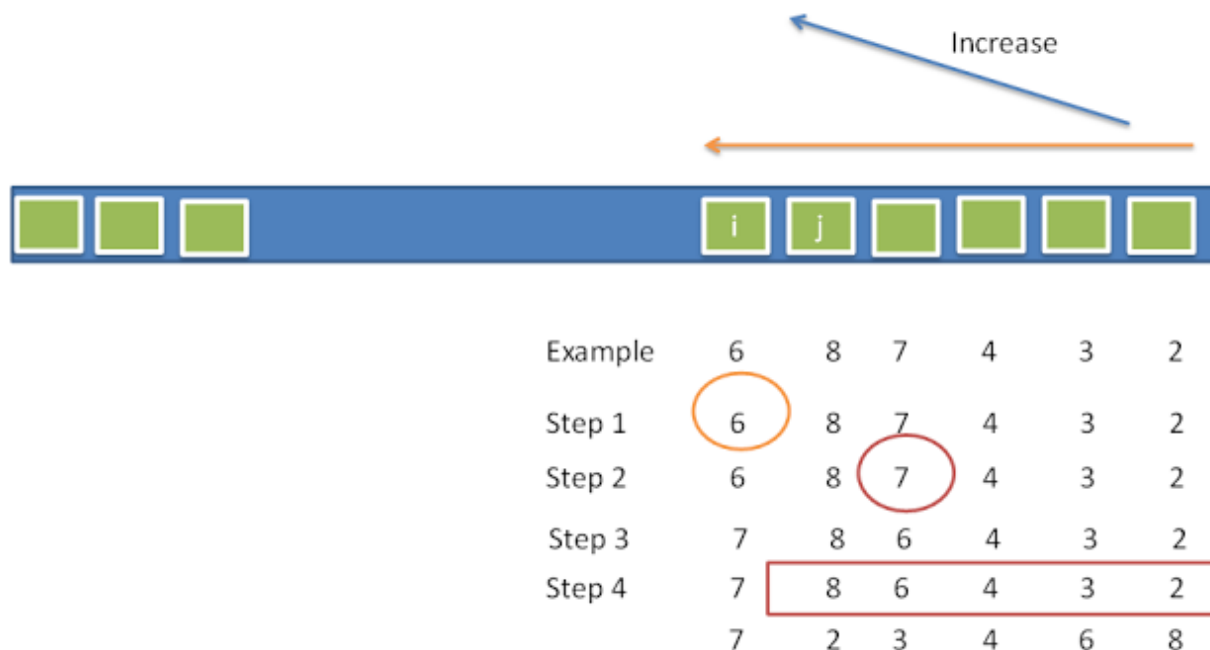 Increase
i j
Example 6 8 7 4 3 2
Step 1 6 8 7 4 3 2
Step 2 6 8 7 4 3 2
Step 3 7 8 6 4 3 2
Step 4 7 8 6 4 3 2
7 2 3 4 6 8